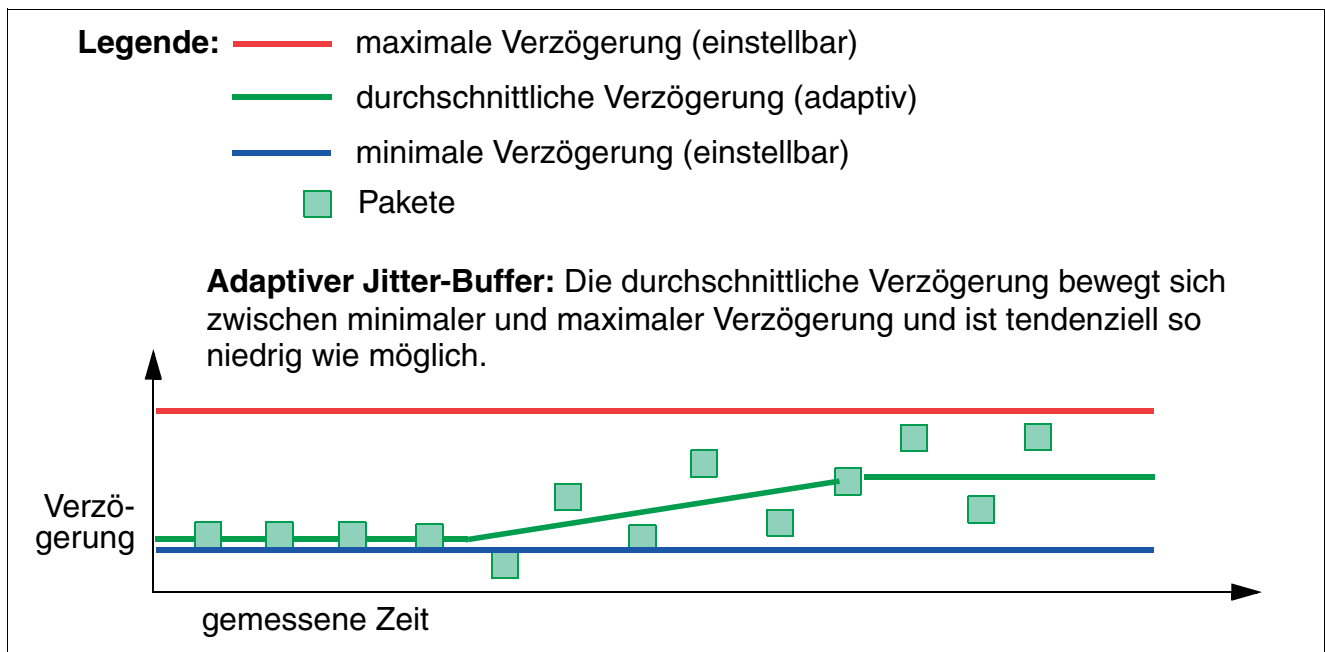 Legende: maximale Verzögerung (einstellbar)
durchschnittliche Verzögerung (adaptiv)
minimale Verzögerung (einstellbar)
Pakete
Adaptiver Jitter-Buffer: Die durchschnittliche Verzögerung bewegt sich
zwischen minimaler und maximaler Verzögerung und ist tendenziell so
niedrig wie möglich.
Verzö-
gerung
gemessene Zeit